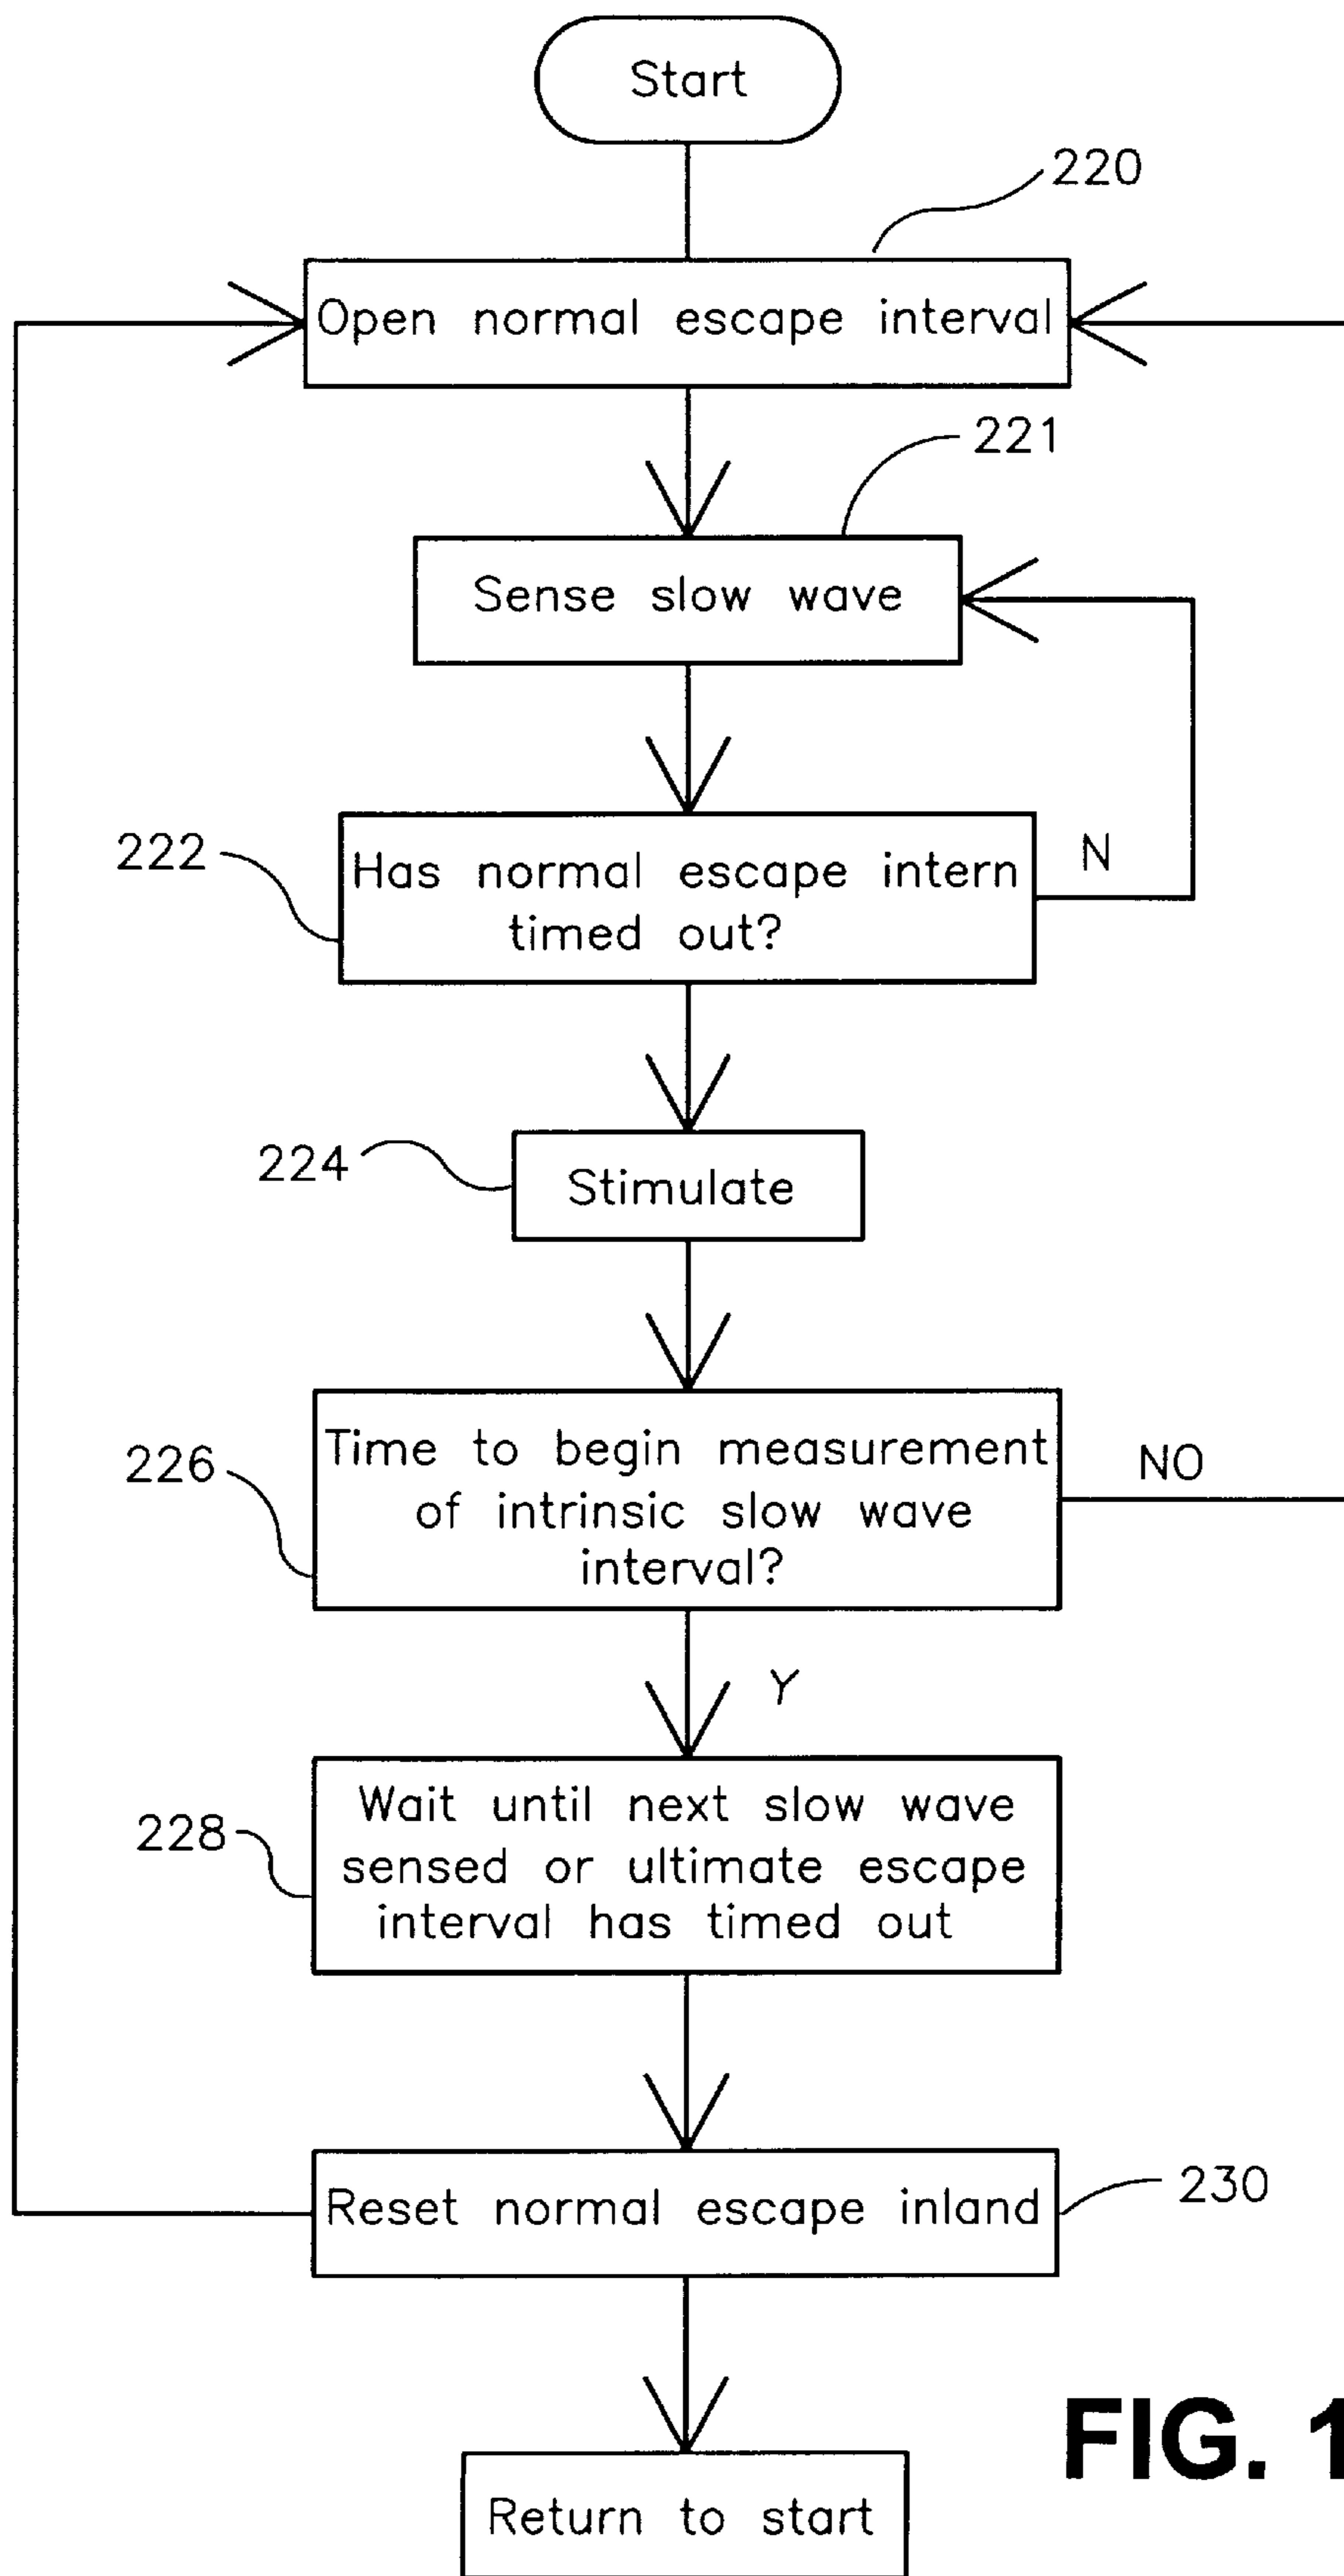 Start
220
Open normal escape interval
221
Sense slow wave
222
Has normal escape intern
timed out?
N
224
Stimulate
226
Time to begin measurement
of intrinsic slow wave
interval?
NO
Y
228
Wait until next slow wave
sensed or ultimate escape
interval has timed out
Reset normal escape inland
230
FIG. 1
Return to start